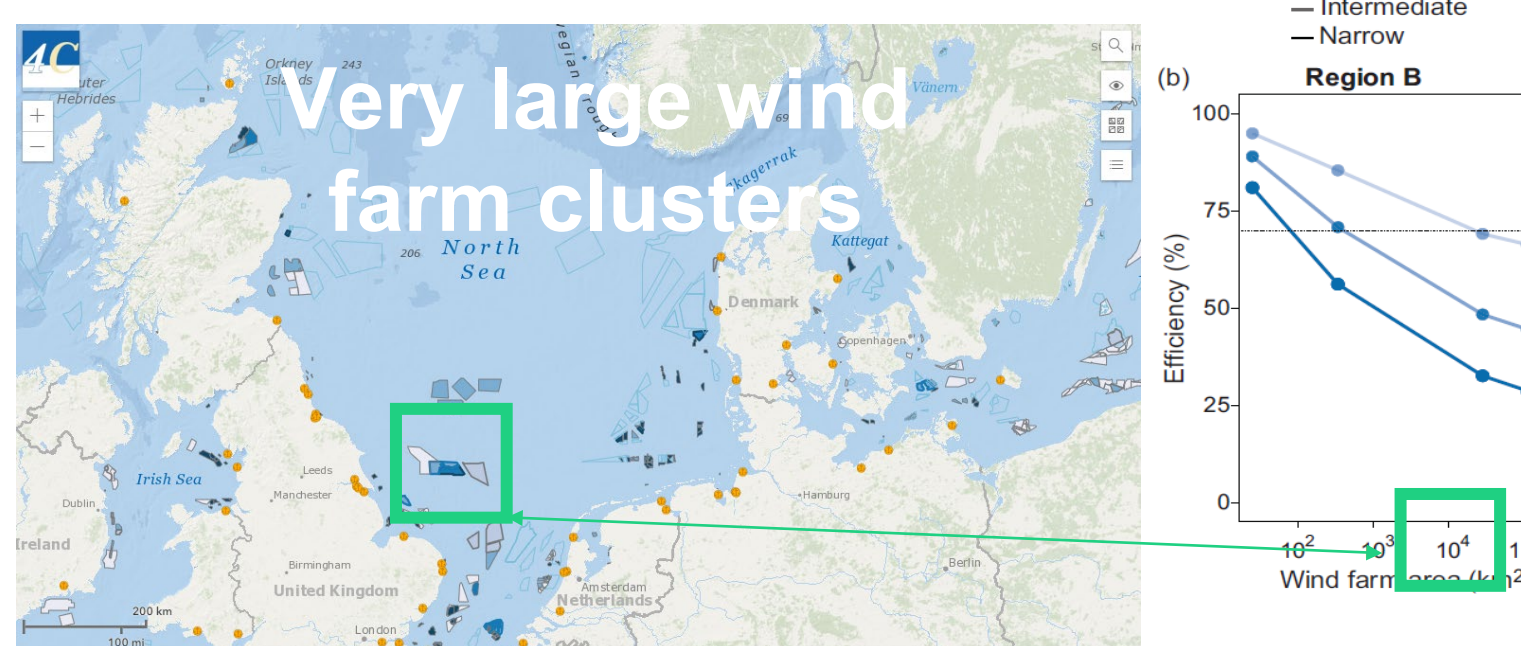 Very large wind
farm clusters
4C
Orkney
Islands
243
Hebrides
Vänern
69
Skagerrak
North
Sea
206
Kattegat
Denmark
Copenhagen
Leeds
Manchester
Irish Sea
Dublin
Ireland
Birmingham
United Kingdom
London
Amsterdam
Netherlands
Hamburg
Berlin
200 km
100 mi
Intermediate
Narrow
(b) Region B
Efficiency (%)
100
75
50
25
0
10²
10³
10⁴
Wind farm area (km²